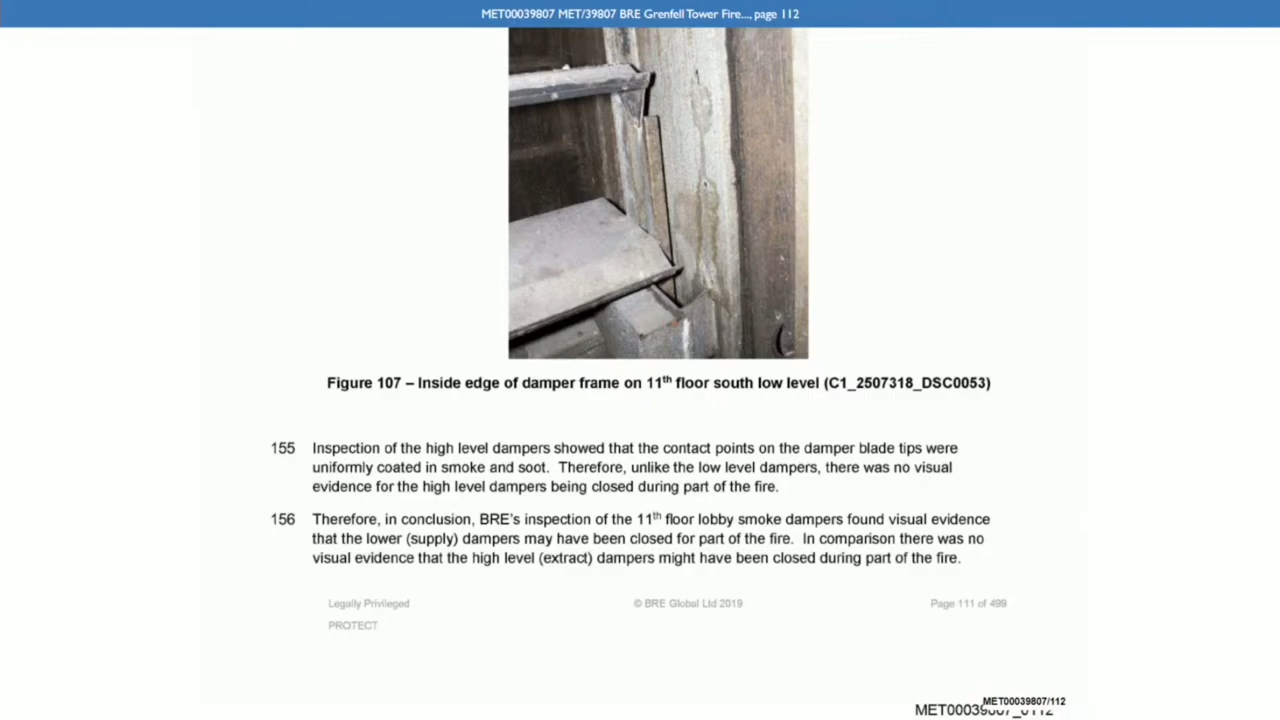 MET00039807 MET/39807 BRE Grenfell Tower Fire..., page 112
Figure 107 – Inside edge of damper frame on 11th floor south low level (C1_2507318_DSC0053)
155 Inspection of the high level dampers showed that the contact points on the damper blade tips were
uniformly coated in smoke and soot. Therefore, unlike the low level dampers, there was no visual
evidence for the high level dampers being closed during part of the fire.
156 Therefore, in conclusion, BRE's inspection of the 11th floor lobby smoke dampers found visual evidence
that the lower (supply) dampers may have been closed for part of the fire. In comparison there was no
visual evidence that the high level (extract) dampers might have been closed during part of the fire.
Legally Privileged © BRE Global Ltd 2019 Page 111 of 499
PROTECT
MET00039807/112